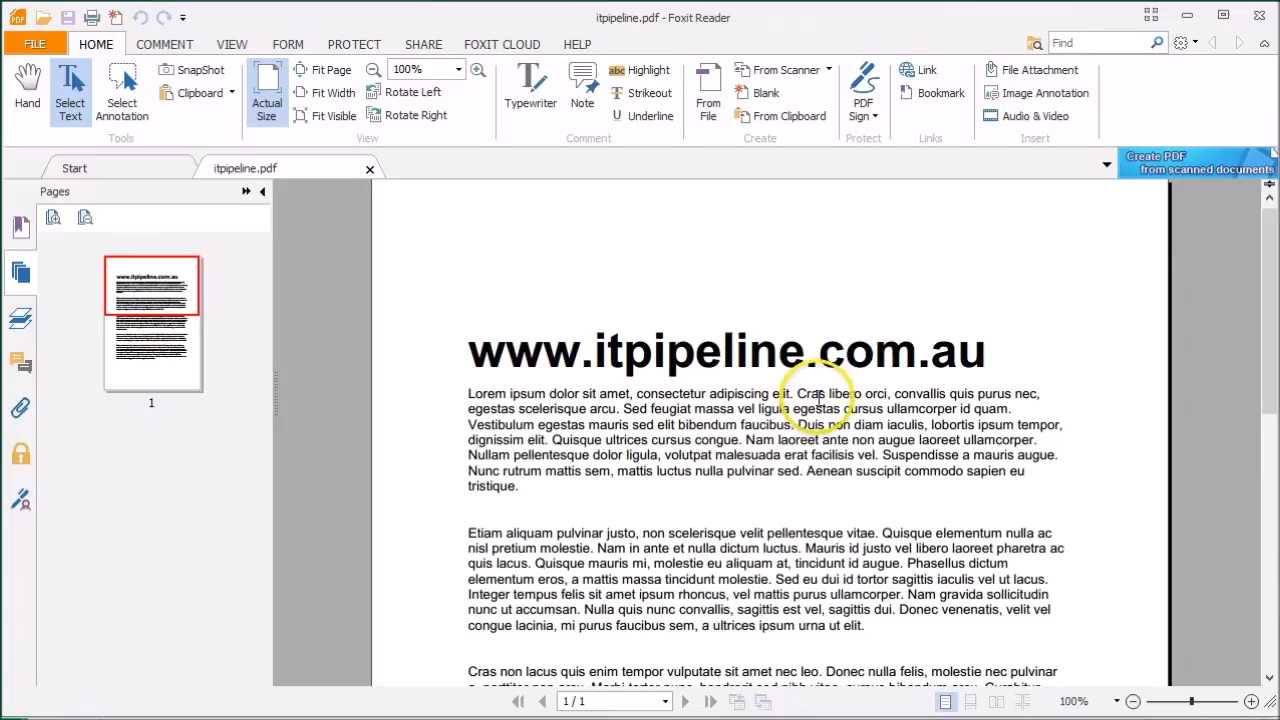 itpipeline.pdf - Foxit Reader
FILE HOME COMMENT VIEW FORM PROTECT SHARE FOXIT CLOUD HELP Find
Hand
Select Text
Select Annotation
SnapShot
Clipboard
Tools
Actual Size
Fit Page
Fit Width
Fit Visible
100%
Rotate Left
Rotate Right
View
Typewriter
Note
Highlight
Strikeout
Underline
Comment
From File
From Scanner
Blank
From Clipboard
Create
PDF Sign
Protect
Link
Bookmark
Links
File Attachment
Image Annotation
Audio & Video
Insert
Start
itpipeline.pdf
Create PDF
from scanned documents
Pages
www.itpipeline.com.au
1
www.itpipeline.com.au
Lorem ipsum dolor sit amet, consectetur adipiscing elit. Cras libero orci, convallis quis purus nec,
egestas scelerisque arcu. Sed feugiat massa vel ligula egestas cursus ullamcorper id quam.
Vestibulum egestas mauris sed elit bibendum faucibus. Duis non diam iaculis, lobortis ipsum tempor,
dignissim elit. Quisque ultrices cursus congue. Nam laoreet ante non augue laoreet ullamcorper.
Nullam pellentesque dolor ligula, volutpat malesuada erat facilisis vel. Suspendisse a mauris augue.
Nunc rutrum mattis sem, mattis luctus nulla pulvinar sed. Aenean suscipit commodo sapien eu
tristique.
Etiam aliquam pulvinar justo, non scelerisque velit pellentesque vitae. Quisque elementum nulla ac
nisl pretium molestie. Nam in ante et nulla dictum luctus. Mauris id justo vel libero laoreet pharetra ac
quis lacus. Quisque mauris mi, molestie eu aliquam at, tincidunt id augue. Phasellus dictum
elementum eros, a mattis massa tincidunt molestie. Sed eu dui id tortor sagittis iaculis vel ut lacus.
Integer tempus felis sit amet ipsum rhoncus, vel mattis purus ullamcorper. Nam gravida sollicitudin
nunc ut accumsan. Nulla quis nunc convallis, sagittis est vel, sagittis dui. Donec venenatis, velit vel
congue lacinia, mi purus faucibus sem, a ultrices ipsum urna ut elit.
Cras non lacus quis enim tempor vulputate sit amet nec leo. Donec nulla felis, molestie nec pulvinar
1 / 1
100%